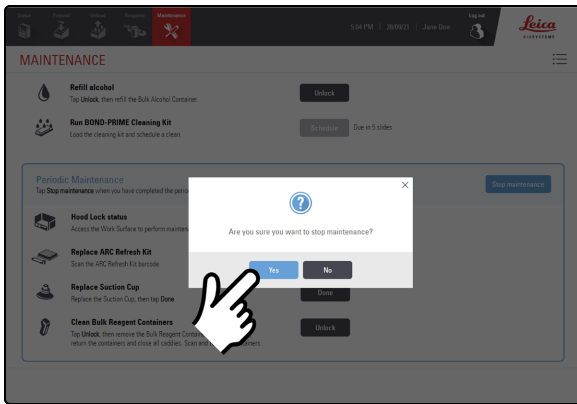 Status Protocol Unload Reagents Maintenance
5:04 PM | 28/09/31 | Jane Doe
Log out
Leica
BIOSYSTEMS
MAINTENANCE
Refill alcohol
Tap Unlock, then refill the Bulk Alcohol Container.
Unlock
Run BOND-PRIME Cleaning Kit
Load the cleaning kit and schedule a clean.
Schedule
Due in 5 slides
Periodic Maintenance
Tap Stop maintenance when you have completed the perio
Stop maintenance
Hood Lock status
Access the Work Surface to perform mainten
Are you sure you want to stop maintenance?
Yes
No
Replace ARC Refresh Kit
Scan the ARC Refresh Kit barcode
Replace Suction Cup
Replace the Suction Cup, then tap Done
Done
Clean Bulk Reagent Containers
Tap Unlock, then remove the Bulk Reagent Contai
return the containers and close all caddies. Scan and tainers.
Unlock